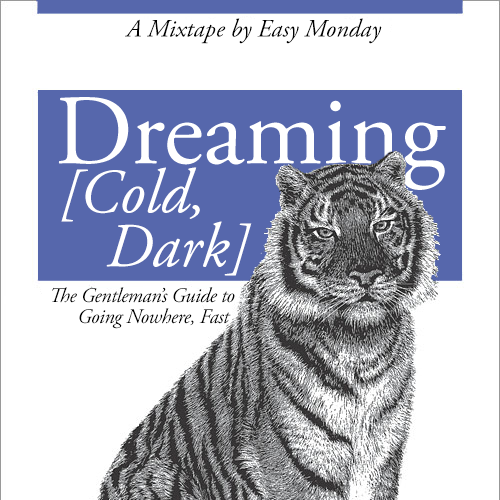 A Mixtape by Easy Monday
Dreaming
[Cold,
Dark]
The Gentleman's Guide to
Going Nowhere, Fast